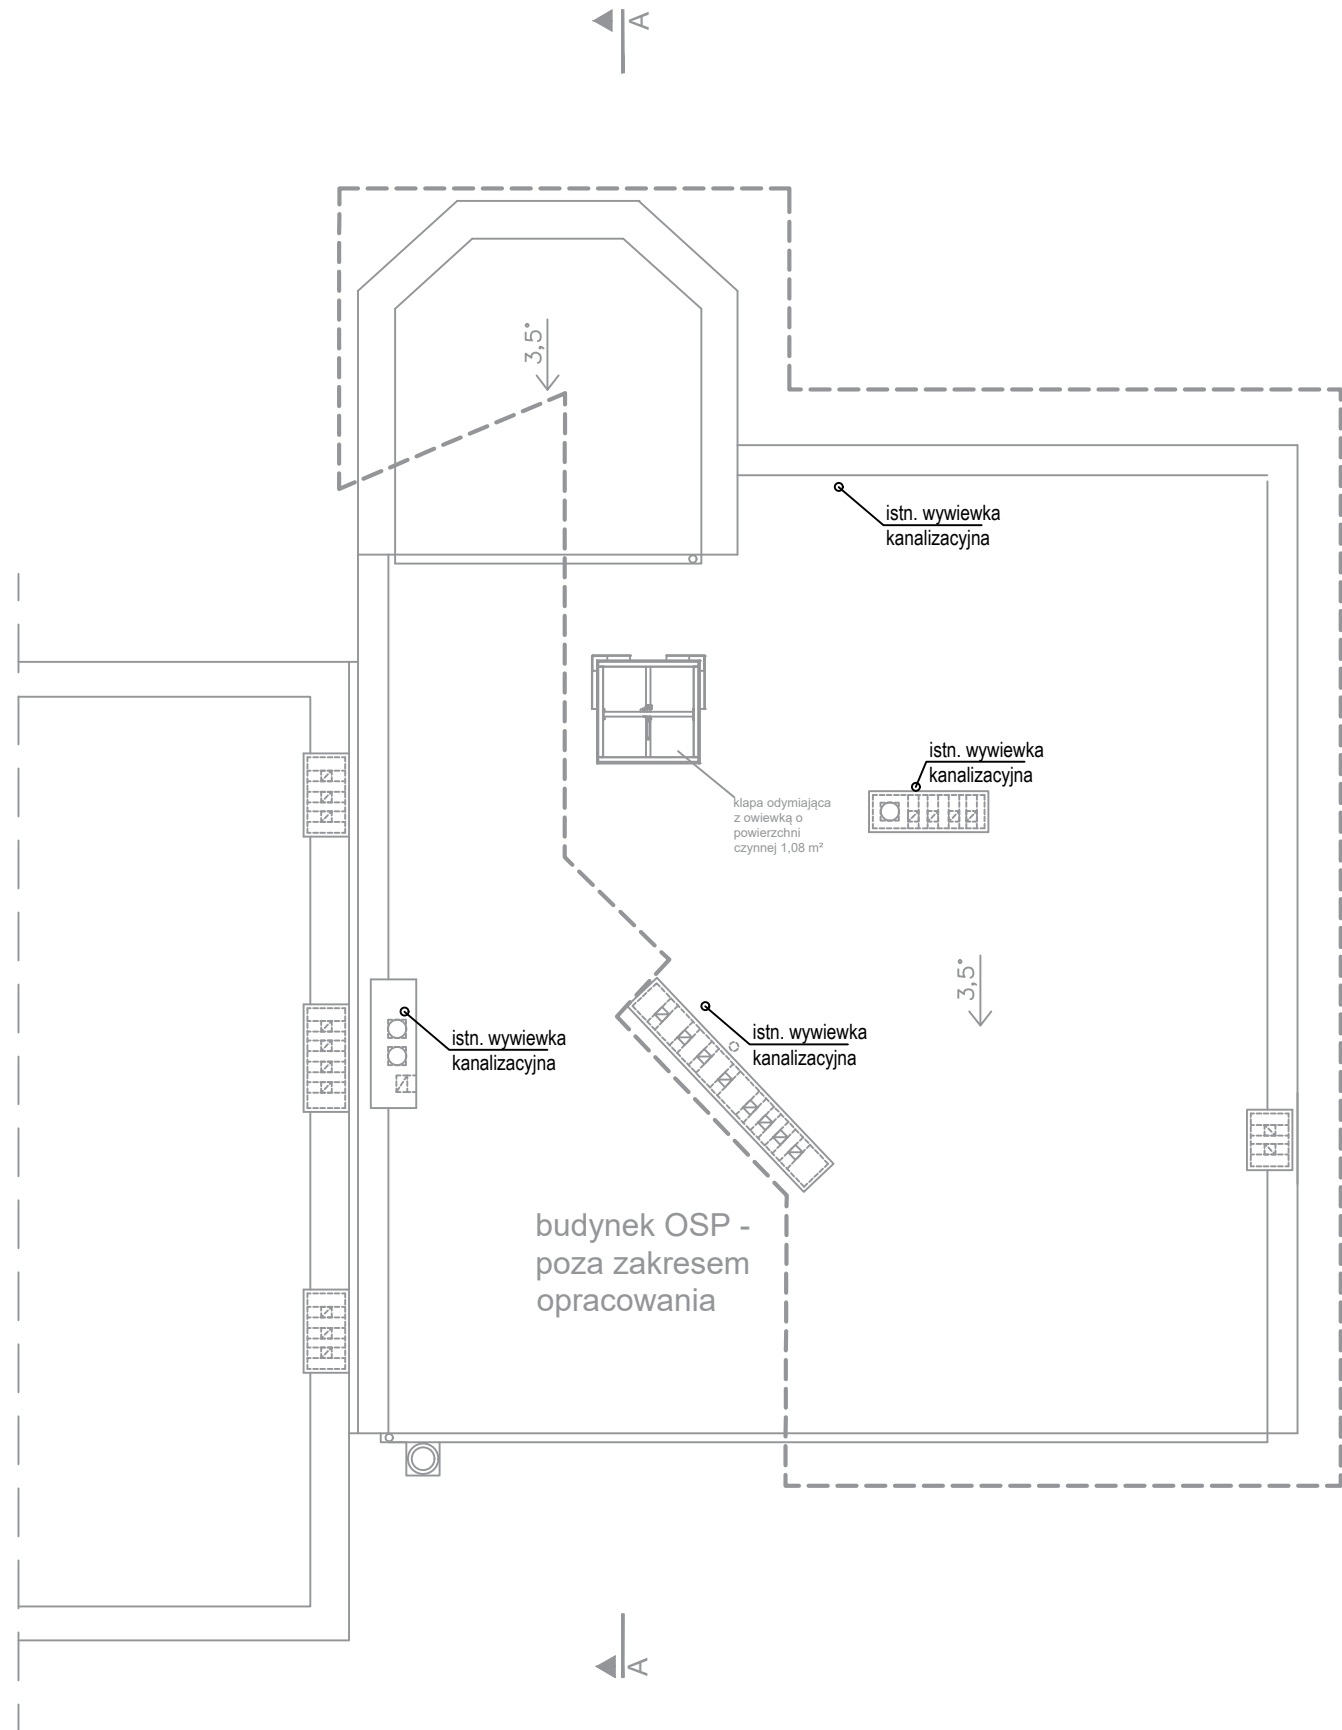 A
3,5°
istn. wywiewka
kanalizacyjna
istn. wywiewka
kanalizacyjna
klapa odymiająca
z owiewką o
powierzchni
czynnej 1,08 m²
3,5°
istn. wywiewka
kanalizacyjna
istn. wywiewka
kanalizacyjna
budynek OSP -
poza zakresem
opracowania
A